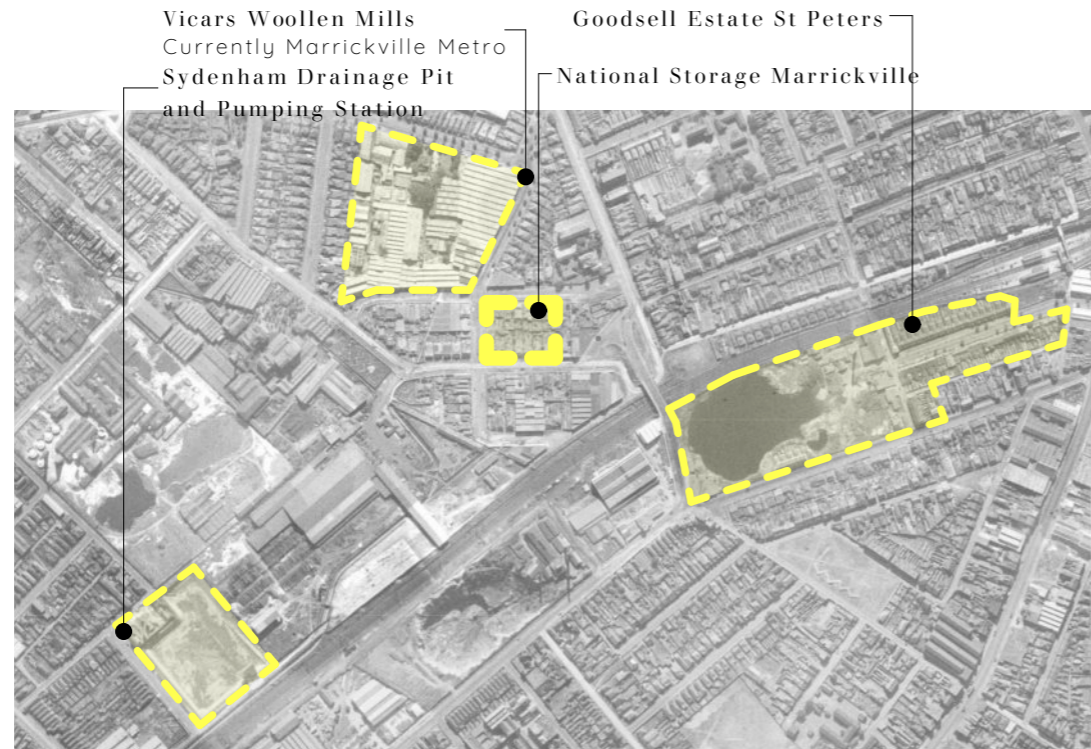 Vicars Woollen Mills
Currently Marrickville Metro
Sydenham Drainage Pit
and Pumping Station
Goodsell Estate St Peters
National Storage Marrickville